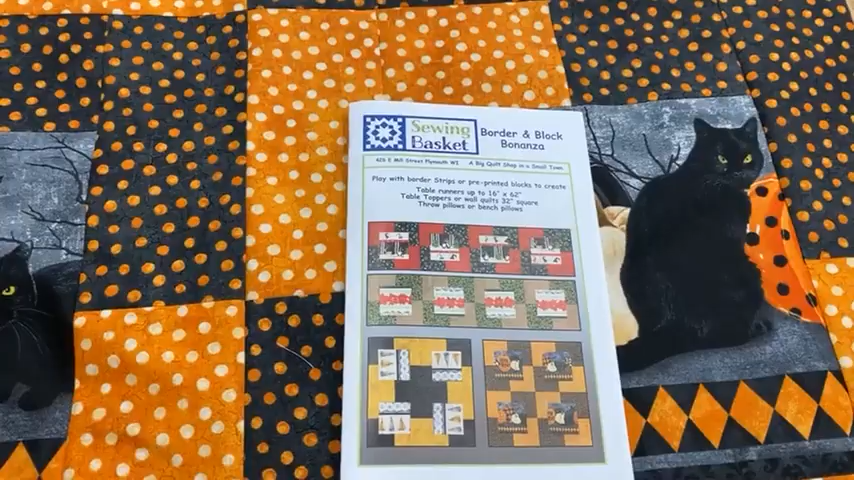 Sewing
Basket
Border & Block
Bonanza
426 E Mill Street Plymouth WI A Big Quilt Shop in a Small Town
Play with border Strips or pre-printed blocks to create
Table runners up to 16" x 62"
Table Toppers or wall quilts 32" square
Throw pillows or bench pillows